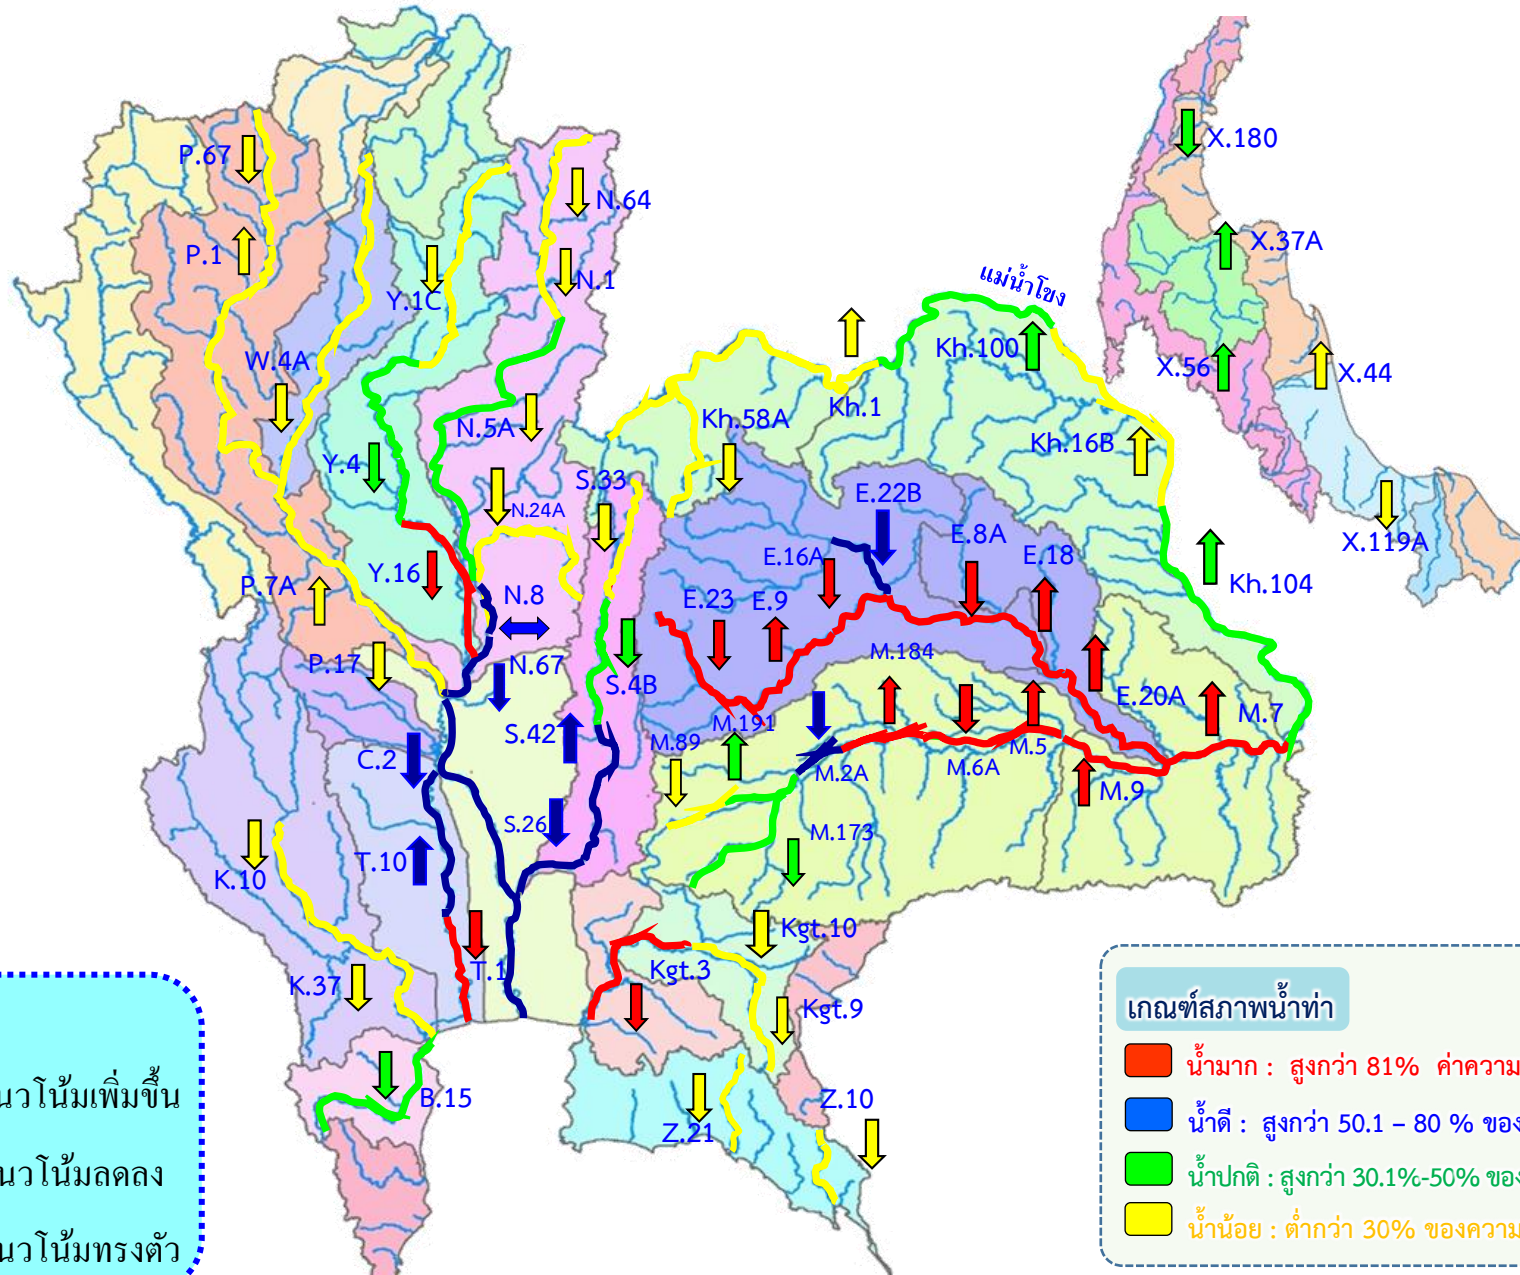 P.67
P.1
W.4A
Y.1C
N.64
N.1
Y.4
N.5A
N.24A
S.33
Y.16
P.7A
N.8
P.17
N.67
S.4B
C.2
S.42
S.26
T.10
T.1
K.10
K.37
B.15
แม่น้ำโขง
Kh.58A
Kh.1
Kh.100
Kh.16B
Kh.104
E.22B
E.16A
E.8A
E.18
E.23
E.9
E.20A
M.184
M.191
M.89
M.2A
M.6A
M.5
M.7
M.9
M.173
Kgt.10
Kgt.3
Kgt.9
Z.21
Z.10
X.180
X.37A
X.56
X.44
X.119A
นวโน้มเพิ่มขึ้น
นวโน้มลดลง
นวโน้มทรงตัว
เกณฑ์สภาพน้ำท่า
น้ำมาก : สูงกว่า 81% ค่าความ
น้ำดี : สูงกว่า 50.1 – 80 % ของ
น้ำปกติ : สูงกว่า 30.1%-50% ของ
น้ำน้อย : ต่ำกว่า 30% ของความ